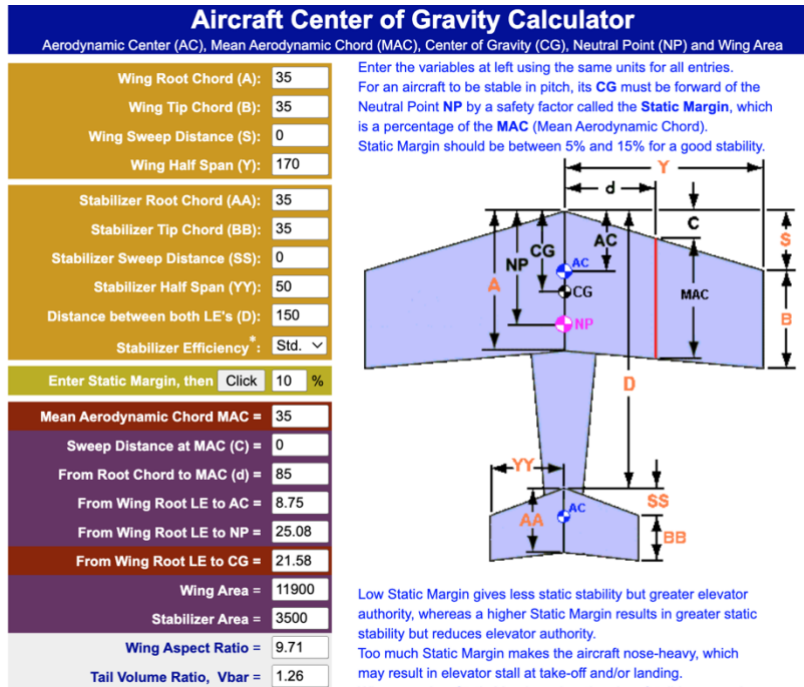 Aircraft Center of Gravity Calculator
Aerodynamic Center (AC), Mean Aerodynamic Chord (MAC), Center of Gravity (CG), Neutral Point (NP) and Wing Area
Wing Root Chord (A): 35
Wing Tip Chord (B): 35
Wing Sweep Distance (S): 0
Wing Half Span (Y): 170
Stabilizer Root Chord (AA): 35
Stabilizer Tip Chord (BB): 35
Stabilizer Sweep Distance (SS): 0
Stabilizer Half Span (YY): 50
Distance between both LE's (D): 150
Stabilizer Efficiency*: Std.
Enter Static Margin, then Click 10 %
Mean Aerodynamic Chord MAC = 35
Sweep Distance at MAC (C) = 0
From Root Chord to MAC (d) = 85
From Wing Root LE to AC = 8.75
From Wing Root LE to NP = 25.08
From Wing Root LE to CG = 21.58
Wing Area = 11900
Stabilizer Area = 3500
Wing Aspect Ratio = 9.71
Tail Volume Ratio, Vbar = 1.26
Enter the variables at left using the same units for all entries.
For an aircraft to be stable in pitch, its CG must be forward of the
Neutral Point NP by a safety factor called the Static Margin, which
is a percentage of the MAC (Mean Aerodynamic Chord).
Static Margin should be between 5% and 15% for a good stability.
Y
d
C
S
AC
CG
NP
A
AC
CG
NP
MAC
B
D
YY
SS
AA
AC
BB
Low Static Margin gives less static stability but greater elevator
authority, whereas a higher Static Margin results in greater static
stability but reduces elevator authority.
Too much Static Margin makes the aircraft nose-heavy, which
may result in elevator stall at take-off and/or landing.